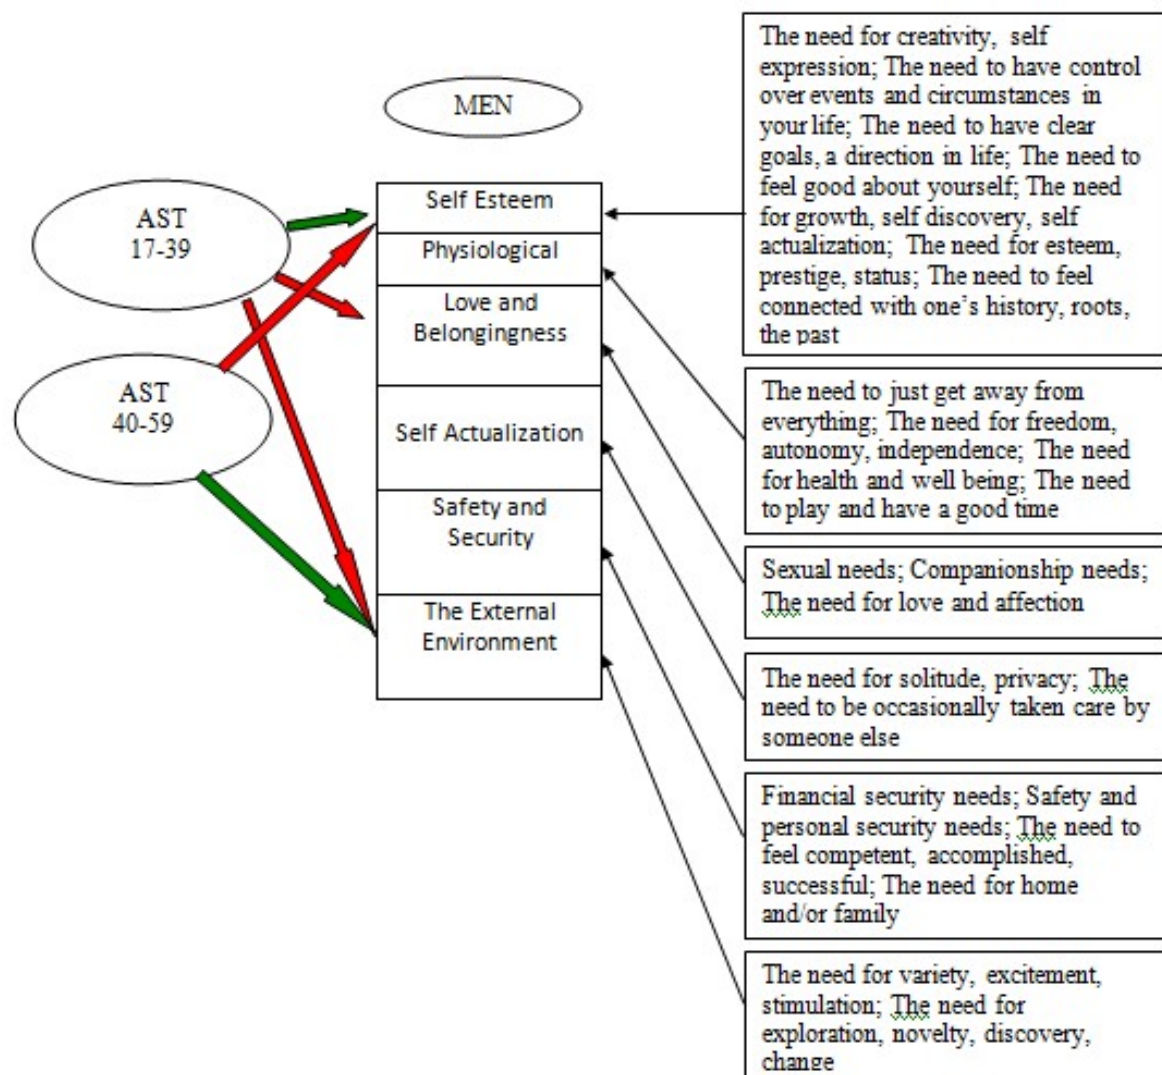 MEN
AST
17-39
AST
40-59
Self Esteem
Physiological
Love and
Belongingness
Self Actualization
Safety and
Security
The External
Environment
The need for creativity, self
expression; The need to have control
over events and circumstances in
your life; The need to have clear
goals, a direction in life; The need to
feel good about yourself; The need
for growth, self discovery, self
actualization; The need for esteem,
prestige, status; The need to feel
connected with one's history, roots,
the past
The need to just get away from
everything; The need for freedom,
autonomy, independence; The need
for health and well being; The need
to play and have a good time
Sexual needs; Companionship needs;
The need for love and affection
The need for solitude, privacy; The
need to be occasionally taken care by
someone else
Financial security needs; Safety and
personal security needs; The need to
feel competent, accomplished,
successful; The need for home
and/or family
The need for variety, excitement,
stimulation; The need for
exploration, novelty, discovery,
change